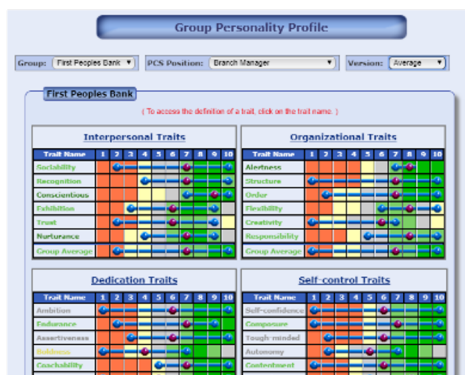 Group Personality Profile
Group: First Peoples Bank PCS Position: Branch Manager Version: Average
First Peoples Bank
( To access the definition of a trait, click on the trait name. )
Interpersonal Traits
Trait Name 1 2 3 4 5 6 7 8 9 10
Sociability
Recognition
Conscientious
Exhibition
Trust
Nurturance
Group Average
Organizational Traits
Trait Name 1 2 3 4 5 6 7 8 9 10
Alertness
Structure
Order
Flexibility
Creativity
Responsibility
Group Average
Dedication Traits
Trait Name 1 2 3 4 5 6 7 8 9 10
Ambition
Endurance
Assertiveness
Boldness
Coachability
Self-control Traits
Trait Name 1 2 3 4 5 6 7 8 9 10
Self-confidence
Composure
Tough-minded
Autonomy
Contentment